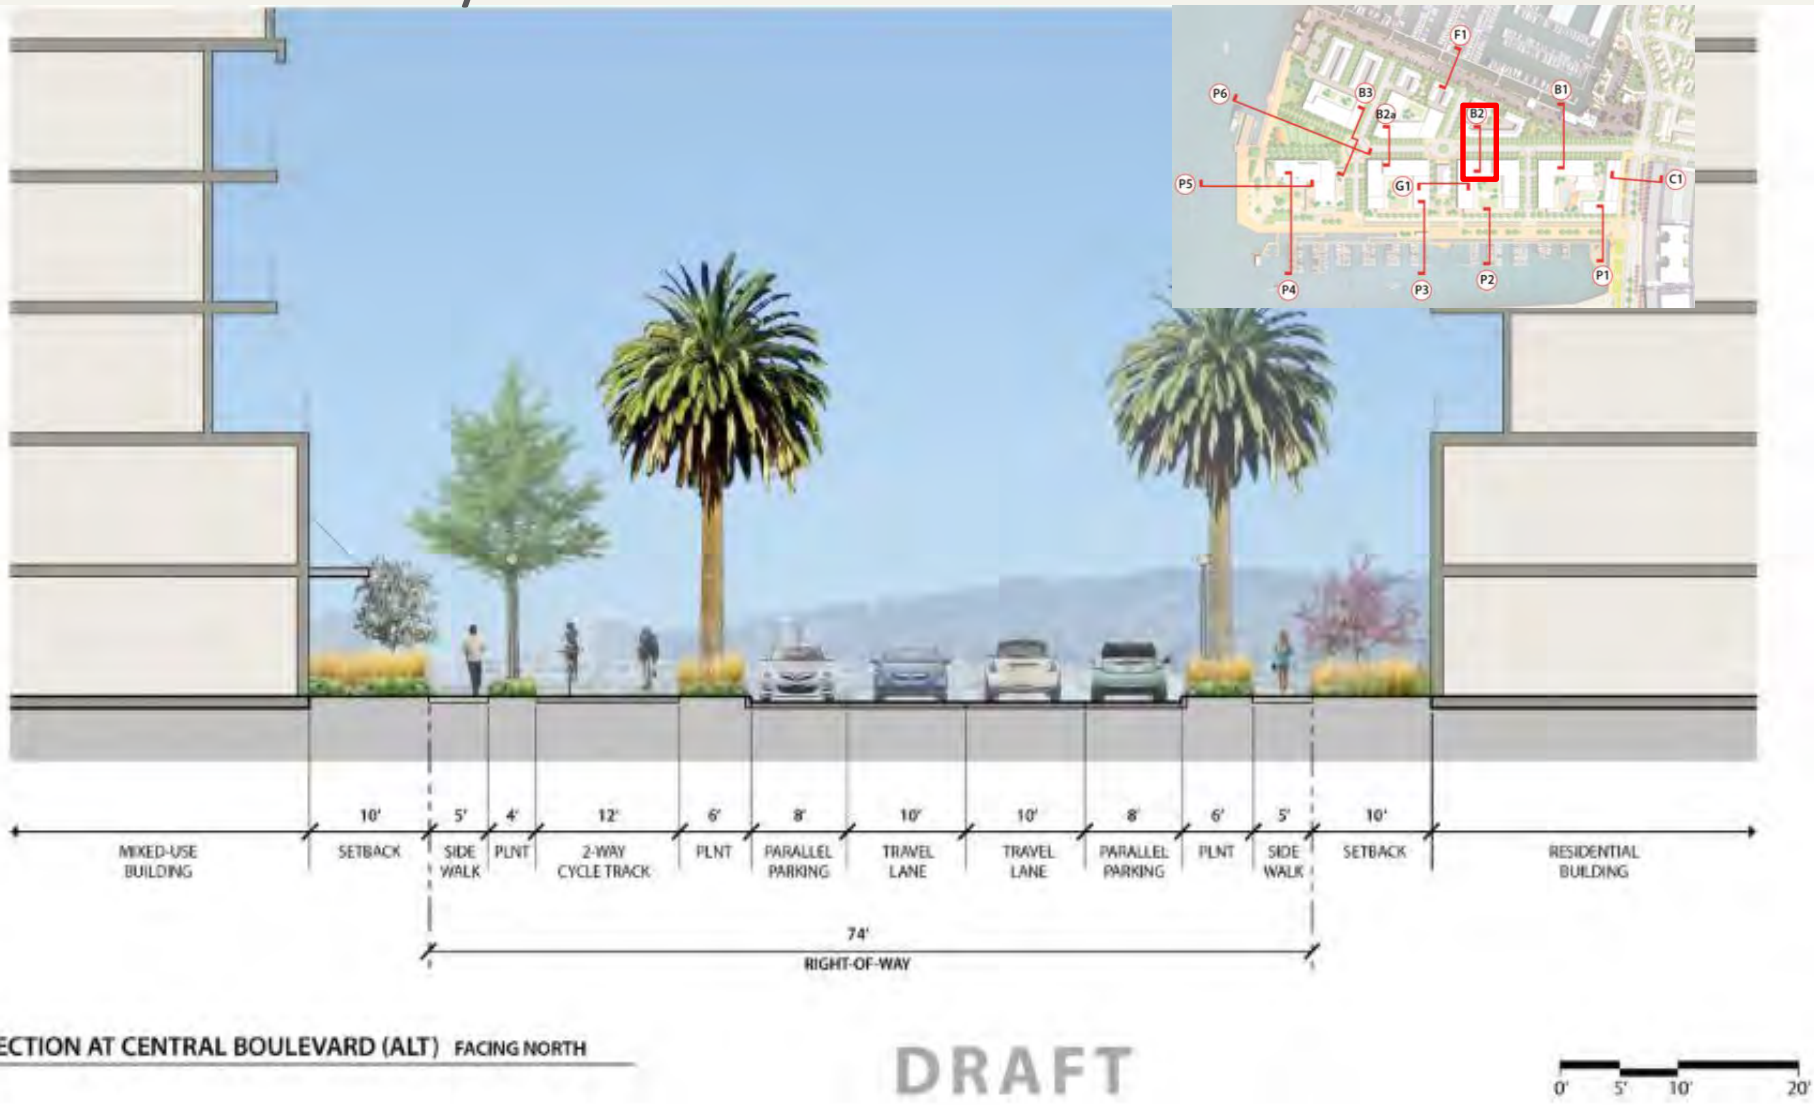 F1
P6
B3
B1
B2a
B2
P5
G1
C1
P4
P3
P2
P1
10' 5' 4' 12' 6' 8' 10' 10' 8' 6' 5' 10'
MIXED-USE SETBACK SIDE PLNT 2-WAY PLNT PARALLEL TRAVEL TRAVEL PARALLEL PLNT SIDE SETBACK RESIDENTIAL
BUILDING WALK CYCLE TRACK PARKING LANE LANE PARKING WALK BUILDING
74'
RIGHT-OF-WAY
ECTION AT CENTRAL BOULEVARD (ALT) FACING NORTH
DRAFT
0' 5' 10' 20'